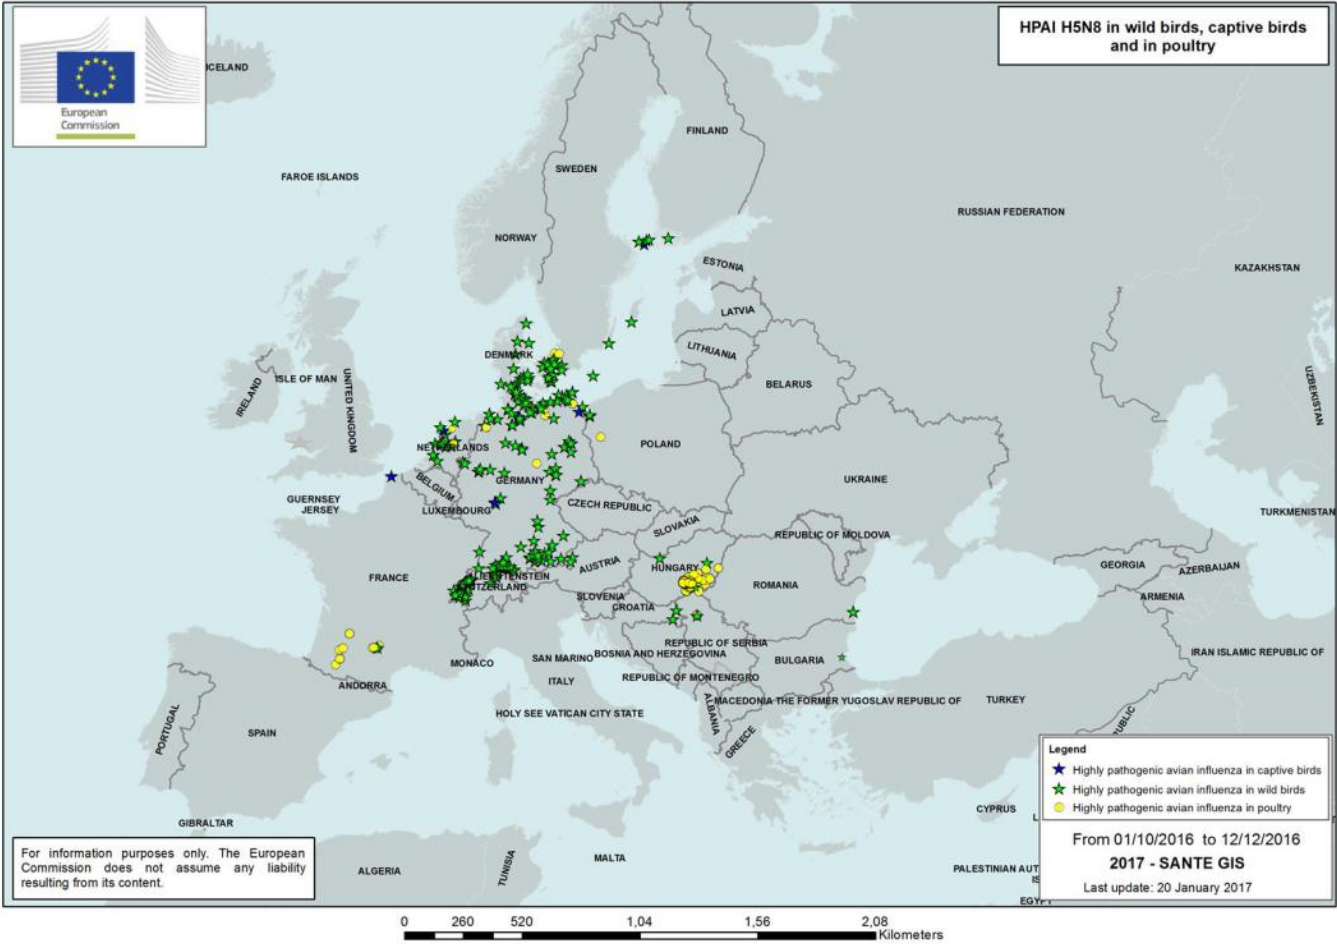 HPAI H5N8 in wild birds, captive birds
and in poultry
European
Commission
ICELAND
FINLAND
SWEDEN
FAROE ISLANDS
RUSSIAN FEDERATION
NORWAY
ESTONIA
KAZAKHSTAN
LATVIA
LITHUANIA
DENMARK
ISLE OF MAN
IRELAND
UNITED KINGDOM
BELARUS
UZBEKISTAN
NETHERLANDS
POLAND
GERMANY
UKRAINE
BELGIUM
GUERNSEY
JERSEY
LUXEMBOURG
CZECH REPUBLIC
TURKMENISTAN
SLOVAKIA
REPUBLIC OF MOLDOVA
FRANCE
LIECHTENSTEIN
SWITZERLAND
AUSTRIA
HUNGARY
ROMANIA
GEORGIA
AZERBAIJAN
ARMENIA
SLOVENIA
CROATIA
REPUBLIC OF SERBIA
BOSNIA AND HERZEGOVINA
MONACO
SAN MARINO
BULGARIA
IRAN ISLAMIC REPUBLIC OF
ANDORRA
ITALY
REPUBLIC OF MONTENEGRO
MACEDONIA THE FORMER YUGOSLAV REPUBLIC OF
TURKEY
PORTUGAL
SPAIN
HOLY SEE VATICAN CITY STATE
ALBANIA
GREECE
Legend
Highly pathogenic avian influenza in captive birds
Highly pathogenic avian influenza in wild birds
Highly pathogenic avian influenza in poultry
GIBRALTAR
CYPRUS
From 01/10/2016 to 12/12/2016
2017 - SANTE GIS
Last update: 20 January 2017
For information purposes only. The European
Commission does not assume any liability
resulting from its content.
ALGERIA
TUNISIA
MALTA
PALESTINIAN AUT
EGYPT
0 260 520 1,04 1,56 2,08
Kilometers